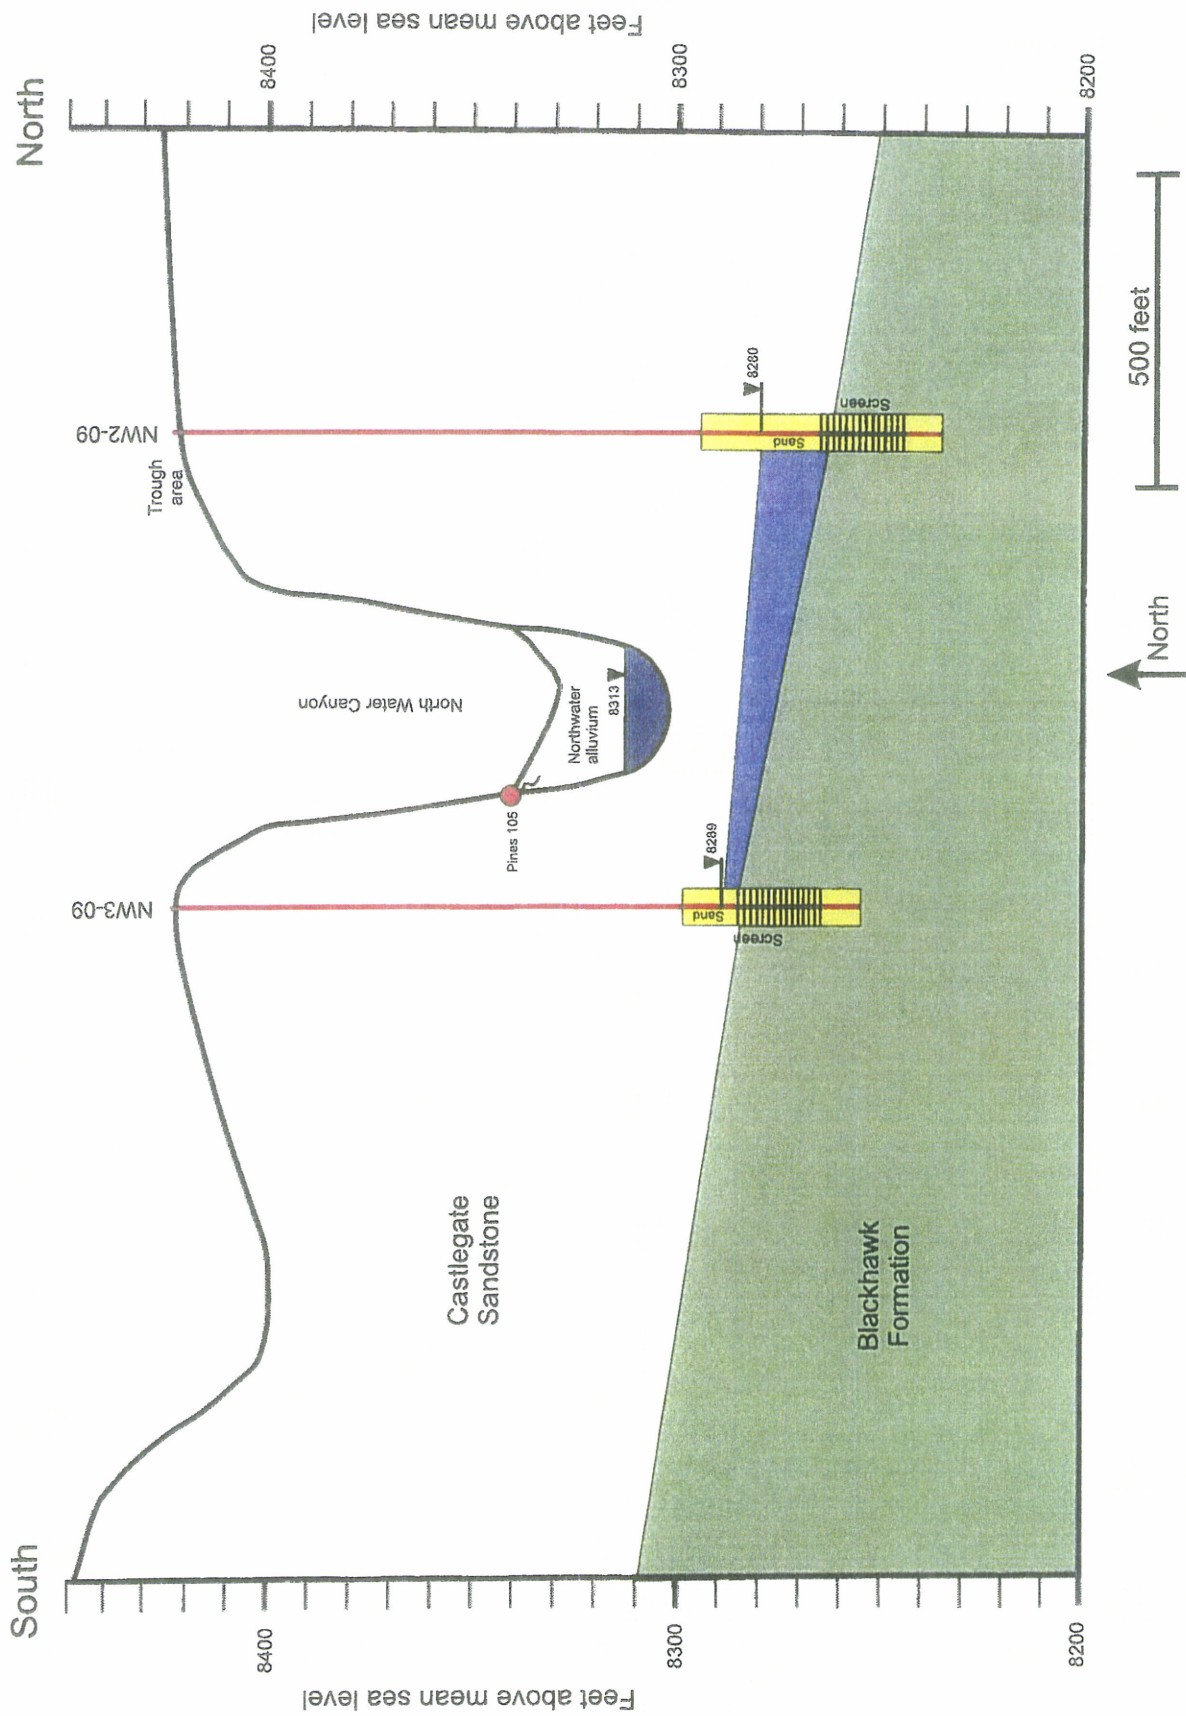 South
North
Feet above mean sea level
8400
8300
8200
Feet above mean sea level
8400
8300
8200
NW3-09
NW2-09
Trough
area
North Water Canyon
Northwater
alluvium
8313
Pines 105
8289
Sand
Screen
8280
Sand
Screen
Castlegate
Sandstone
Blackhawk
Formation
North
500 feet